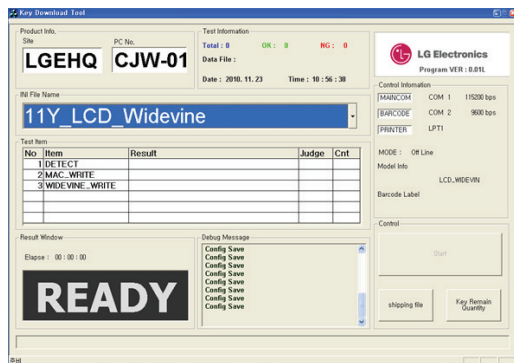 Key Download Tool
Product Info.
Site
PC No.
LGEHQ
CJW-01
Test Information
Total : 0 OK : 0 NG : 0
Data File :
Date : 2010. 11. 23 Time : 10 : 56 : 38
LG Electronics
Program VER : 0.01L
INI File Name
11Y_LCD_Widevine
Control Information
MAINCOM COM 1 115200 bps
BARCODE COM 2 9600 bps
PRINTER LPT1
MODE : Off Line
Model Info
LCD_WIDEVIN
Barcode Label
Test Item
No Item Result Judge Cnt
1 DETECT
2 MAC_WRITE
3 WIDEVINE_WRITE
Result Window
Elapse : 00 : 00 : 00
READY
Debug Message
Config Save
Config Save
Config Save
Config Save
Config Save
Config Save
Config Save
Config Save
Control
Start
shipping file
Key Remain
Quantity
준비